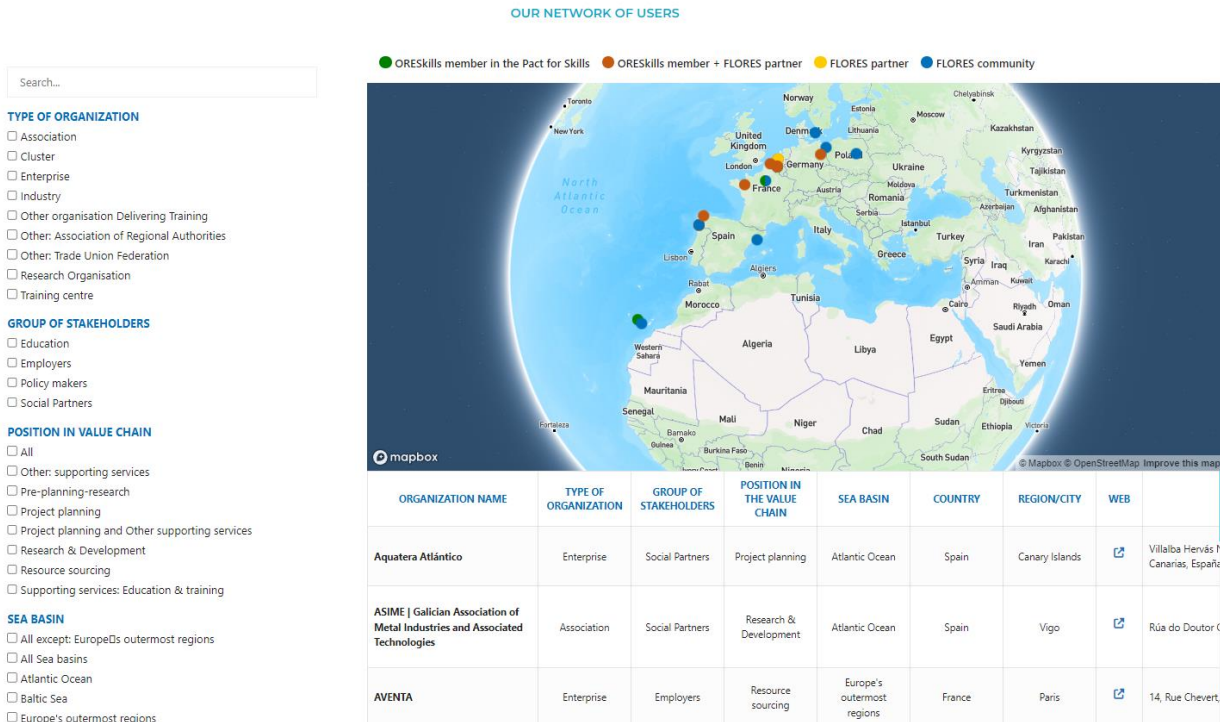 OUR NETWORK OF USERS
ORESkills member in the Pact for Skills ORESkills member + FLORES partner FLORES partner FLORES community
Search...
TYPE OF ORGANIZATION
Association
Cluster
Enterprise
Industry
Other organisation Delivering Training
Other: Association of Regional Authorities
Other: Trade Union Federation
Research Organisation
Training centre
GROUP OF STAKEHOLDERS
Education
Employers
Policy makers
Social Partners
POSITION IN VALUE CHAIN
All
Other: supporting services
Pre-planning-research
Project planning
Project planning and Other supporting services
Research & Development
Resource sourcing
Supporting services: Education & training
SEA BASIN
All except: Europe□s outermost regions
All Sea basins
Atlantic Ocean
Baltic Sea
Europe's outermost regions
Toronto
New York
North
Atlantic
Ocean
Norway
Estonia
Chelyabinsk
Moscow
Lithuania
Kazakhstan
United
Kingdom
London
Germany
Kyrgyzstan
Tajikistan
Ukraine
France
Austria
Moldova
Romania
Turkmenistan
Serbia
Azerbaijan
Afghanistan
Istanbul
Italy
Spain
Turkey
Iran
Pakistan
Lisbon
Greece
Syria
Iraq
Karachi
Algiers
Amman
Kuwait
Rabat
Tunisia
Morocco
Cairo
Riyadh
Oman
Saudi Arabia
Western
Sahara
Algeria
Libya
Egypt
Yemen
Mauritania
Eritrea
Djibouti
Senegal
Mali
Niger
Chad
Sudan
Ethiopia
Victoria
Fortaleza
Bamako
Guinea
Burkina Faso
Benin
South Sudan
Ivory Coast
Nigeria
mapbox
© Mapbox © OpenStreetMap Improve this map
ORGANIZATION NAME
TYPE OF
ORGANIZATION
GROUP OF
STAKEHOLDERS
POSITION IN
THE VALUE
CHAIN
SEA BASIN
COUNTRY
REGION/CITY
WEB
Aquatera Atlántico
Enterprise
Social Partners
Project planning
Atlantic Ocean
Spain
Canary Islands
Villalba Hervás
Canarias, España
ASIME | Galician Association of
Metal Industries and Associated
Technologies
Association
Social Partners
Research &
Development
Atlantic Ocean
Spain
Vigo
Rúa do Doutor
AVENTA
Enterprise
Employers
Resource
sourcing
Europe's
outermost
regions
France
Paris
14, Rue Chevert,